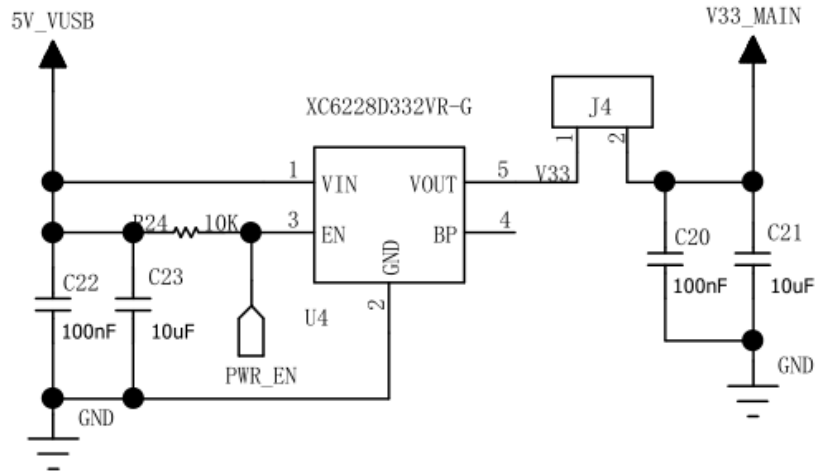 5V_VUSB
V33_MAIN
XC6228D332VR-G
J4
1
2
1
VIN
VOUT
5
V33
R24
10K
3
EN
BP
4
GND
2
C20
100nF
C21
10uF
C22
100nF
C23
10uF
U4
PWR_EN
GND
GND